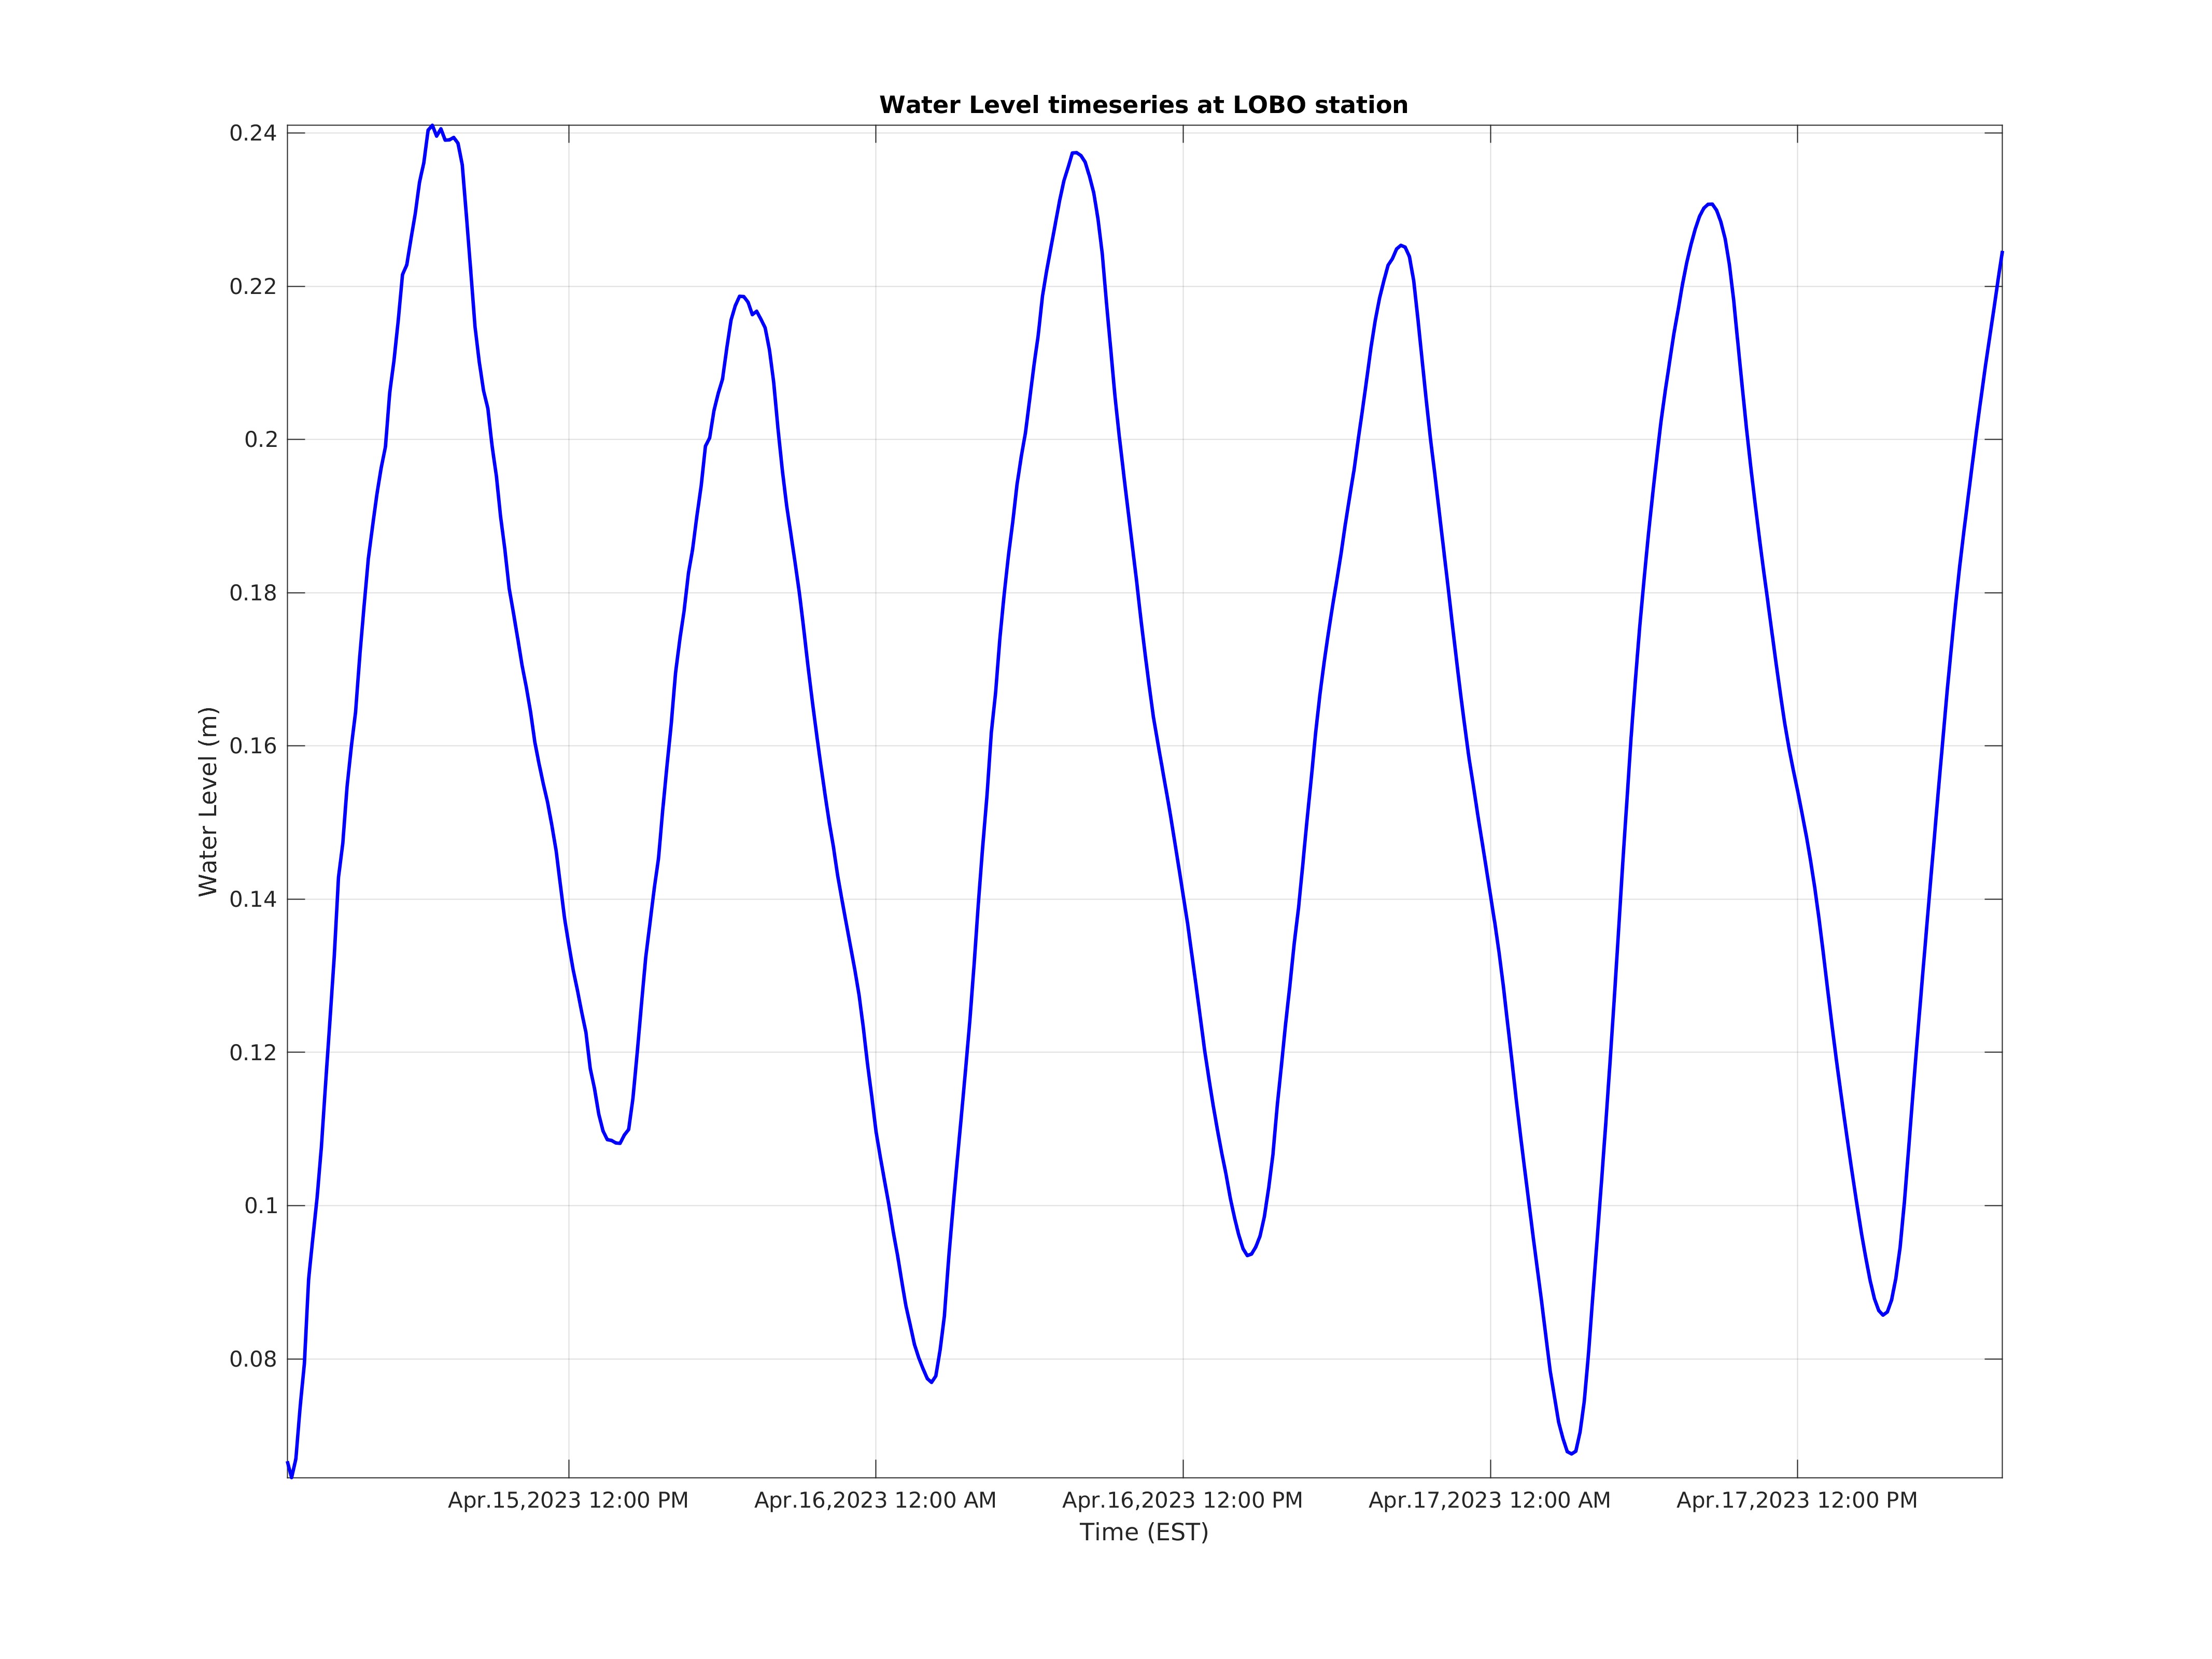 Water Level timeseries at LOBO station
0.24
0.22
0.2
0.18
0.16
0.14
0.12
0.1
0.08
Water Level (m)
Apr.15,2023 12:00 PM
Apr.16,2023 12:00 AM
Apr.16,2023 12:00 PM
Apr.17,2023 12:00 AM
Apr.17,2023 12:00 PM
Time (EST)